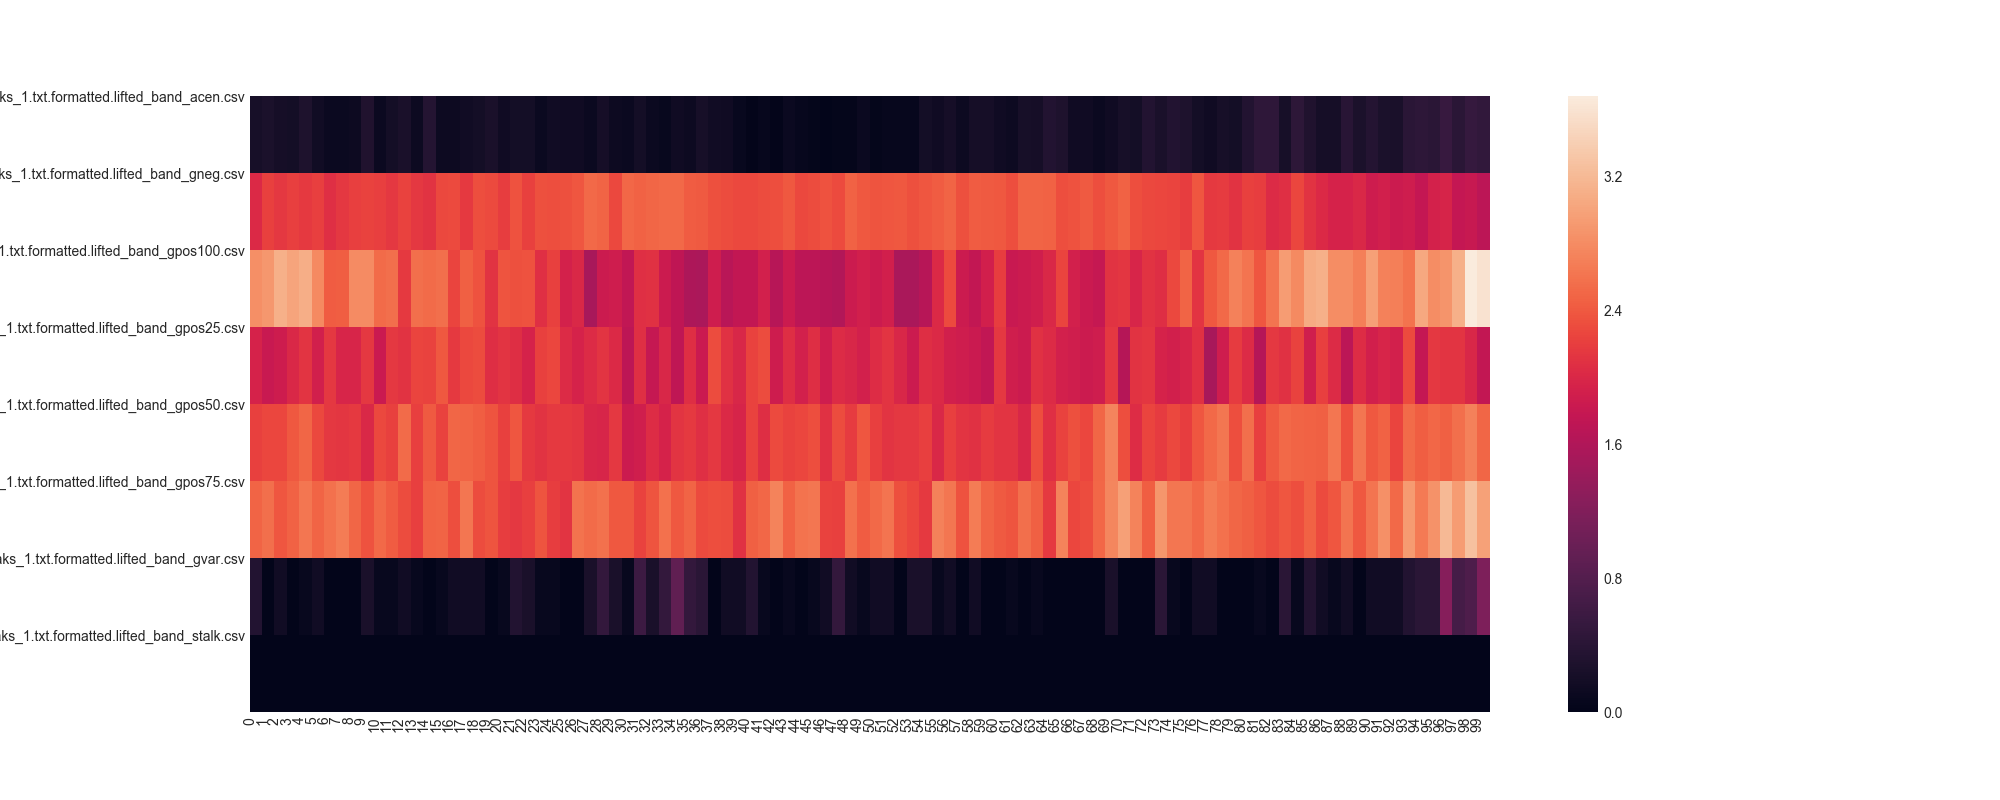 ks_1.txt.formatted.lifted_band_acen.csv
ks_1.txt.formatted.lifted_band_gneg.csv
1.txt.formatted.lifted_band_gpos100.csv
_1.txt.formatted.lifted_band_gpos25.csv
_1.txt.formatted.lifted_band_gpos50.csv
_1.txt.formatted.lifted_band_gpos75.csv
aks_1.txt.formatted.lifted_band_gvar.csv
aks_1.txt.formatted.lifted_band_stalk.csv
0 1 2 3 4 5 6 7 8 9 10 11 12 13 14 15 16 17 18 19 20 21 22 23 24 25 26 27 28 29 30 31 32 33 34 35 36 37 38 39 40 41 42 43 44 45 46 47 48 49 50 51 52 53 54 55 56 57 58 59 60 61 62 63 64 65 66 67 68 69 70 71 72 73 74 75 76 77 78 79 80 81 82 83 84 85 86 87 88 89 90 91 92 93 94 95 96 97 98 99
3.2
2.4
1.6
0.8
0.0